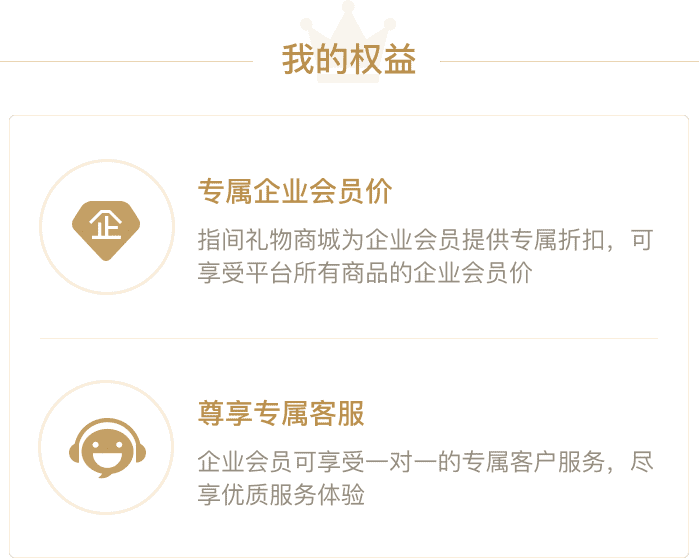 我的权益
专属企业会员价
企
指间礼物商城为企业会员提供专属折扣，可
享受平台所有商品的企业会员价
尊享专属客服
企业会员可享受一对一的专属客户服务，尽
享优质服务体验